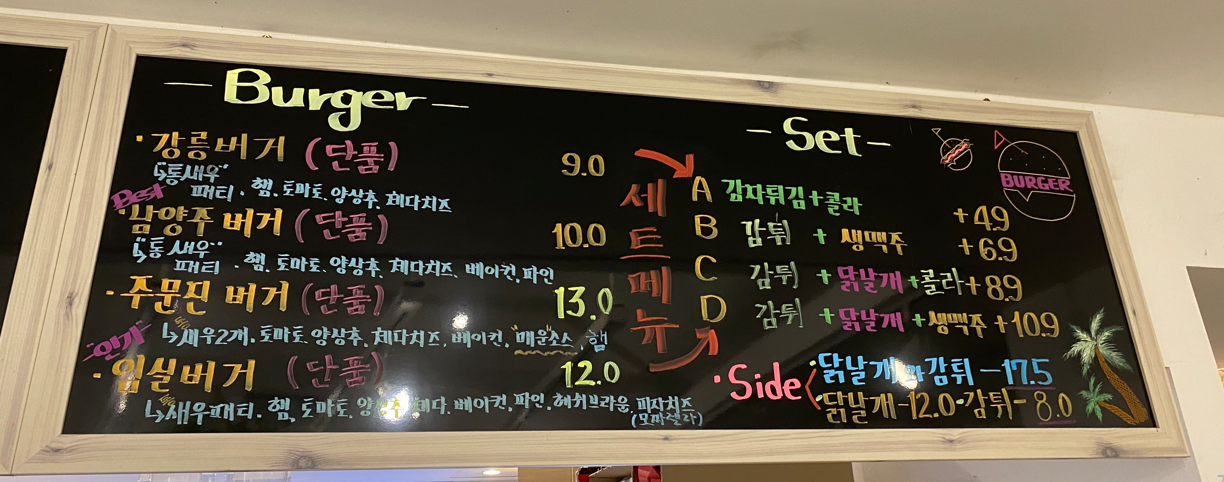 - Burger -
· 강릉버거 (단품) 9.0
↳"통새우" 패티. 햄, 토마토, 양상추, 체다치즈
Best
· 남양주 버거 (단품) 10.0
↳"통새우" 패티 . 햄, 토마토, 양상추, 체다치즈, 베이컨, 파인
· 주문진 버거 (단품) 13.0
인기
↳새우2개, 토마토, 양상추, 체다치즈, 베이컨, "매운소스", 햄
· 임실버거 (단품) 12.0
↳새우패티, 햄, 토마토, 양상추, 체다, 베이컨, 파인, 해쉬브라운, 피자치즈
(모짜렐라)
- Set -
BURGER
세트메뉴
A 감자튀김+콜라 +4.9
B 감튀 + 생맥주 +6.9
C 감튀 + 닭날개+콜라+8.9
D 감튀 + 닭날개+생맥주 +10.9
· Side
닭날개 와 감튀 - 17.5
닭날개-12.0·감튀- 8.0